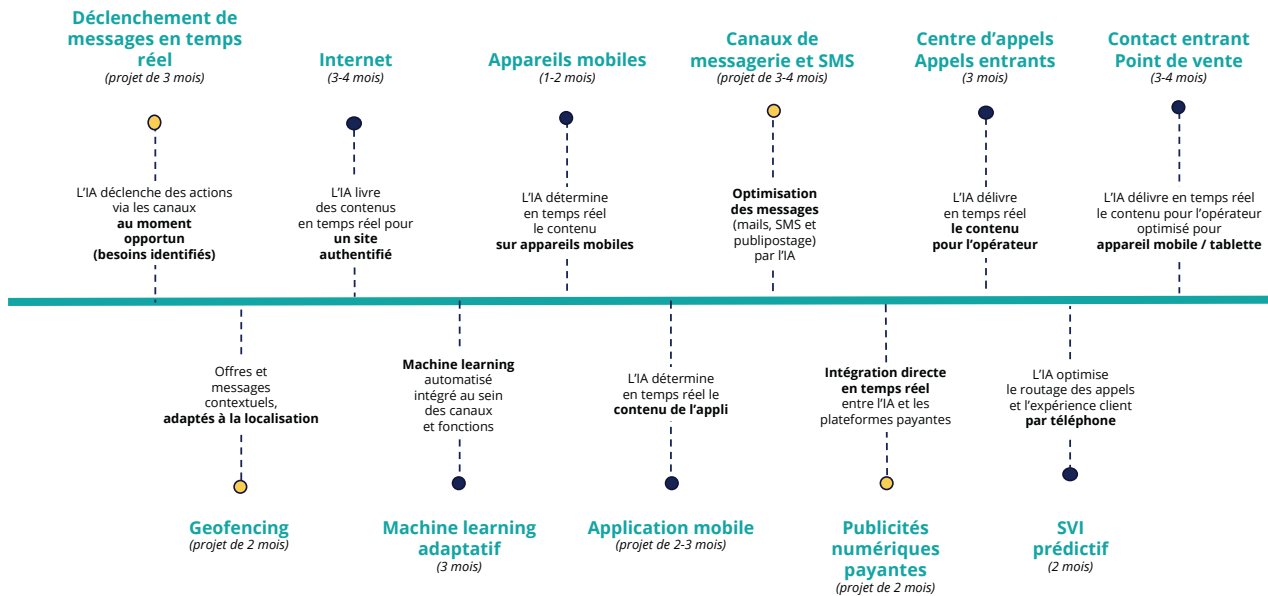 Déclenchement de
messages en temps
réel
(projet de 3 mois)
Internet
(3-4 mois)
Appareils mobiles
(1-2 mois)
Canaux de
messagerie et SMS
(projet de 3-4 mois)
Centre d'appels
Appels entrants
(3 mois)
Contact entrant
Point de vente
(3-4 mois)
L'IA déclenche des actions
via les canaux
au moment
opportun
(besoins identifiés)
L'IA livre
des contenus
en temps réel pour
un site
authentifié
L'IA détermine
en temps réel
le contenu
sur appareils mobiles
Optimisation
des messages
(mails, SMS et
publipostage)
par l'IA
L'IA délivre
en temps réel
le contenu
pour l'opérateur
L'IA délivre en temps réel
le contenu pour l'opérateur
optimisé pour
appareil mobile / tablette
Offres et
messages
contextuels,
adaptés à la localisation
Machine learning
automatisé
intégré au sein
des canaux
et fonctions
L'IA détermine
en temps réel le
contenu de l'appli
Intégration directe
en temps réel
entre l'IA et les
plateformes payantes
L'IA optimise
le routage des appels
et l'expérience client
par téléphone
Geofencing
(projet de 2 mois)
Machine learning
adaptatif
(3 mois)
Application mobile
(projet de 2-3 mois)
Publicités
numériques
payantes
(projet de 2 mois)
SVI
prédictif
(2 mois)